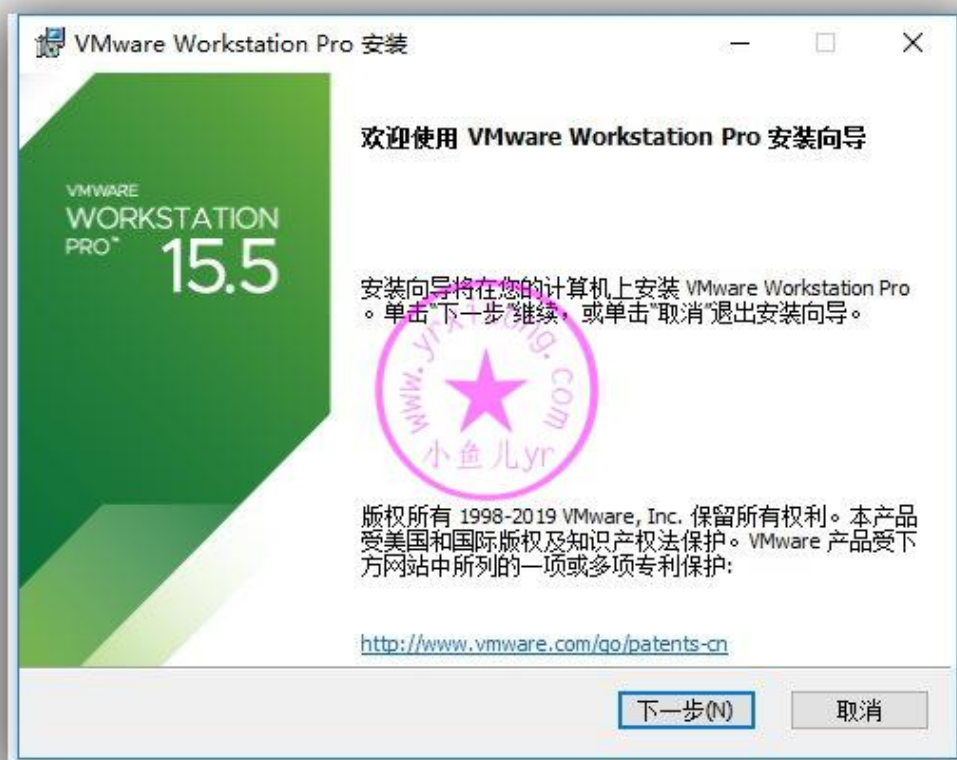 VMware Workstation Pro 安装
VMWARE
WORKSTATION
PRO™
15.5
欢迎使用 VMware Workstation Pro 安装向导
安装向导将在您的计算机上安装 VMware Workstation Pro
。单击"下一步"继续，或单击"取消"退出安装向导。
www.yrxitong.com
小鱼儿yr
版权所有 1998-2019 VMware, Inc. 保留所有权利。本产品
受美国和国际版权及知识产权法保护。VMware 产品受下
方网站中所列的一项或多项专利保护:
http://www.vmware.com/go/patents-cn
下一步(N)
取消